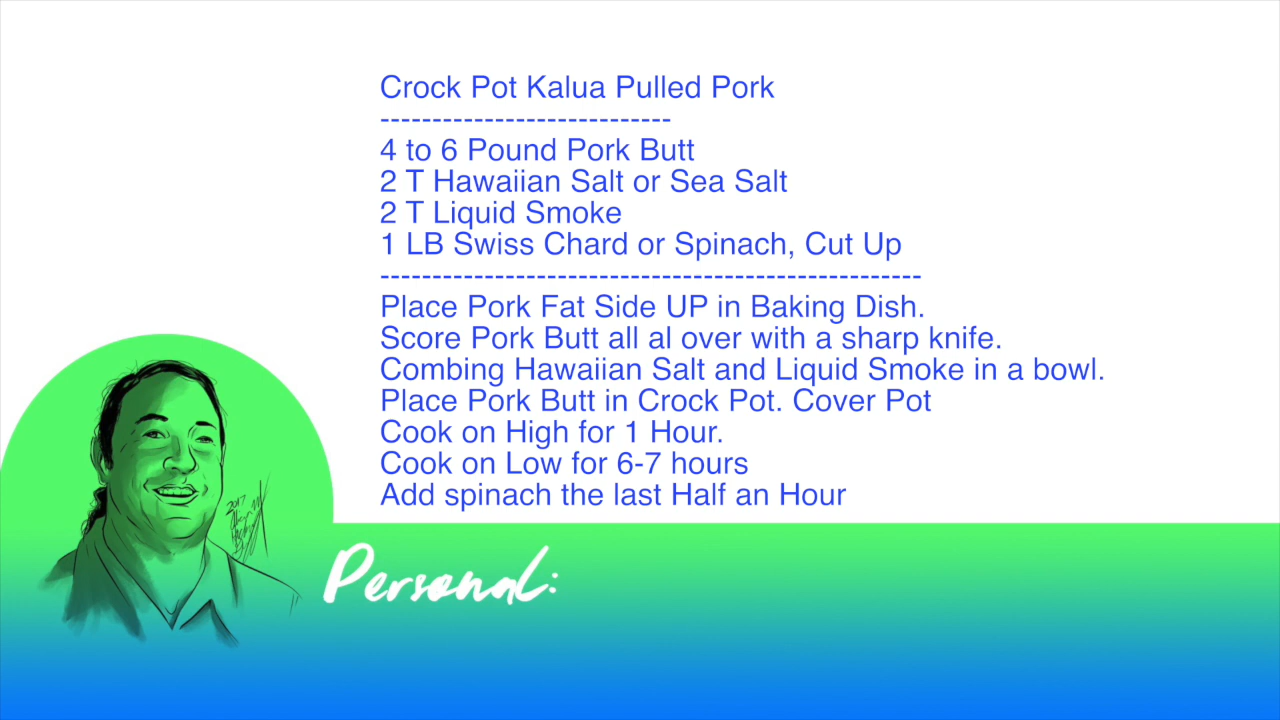 Crock Pot Kalua Pulled Pork
----------------------------
4 to 6 Pound Pork Butt
2 T Hawaiian Salt or Sea Salt
2 T Liquid Smoke
1 LB Swiss Chard or Spinach, Cut Up
----------------------------------------------------
Place Pork Fat Side UP in Baking Dish.
Score Pork Butt all al over with a sharp knife.
Combing Hawaiian Salt and Liquid Smoke in a bowl.
Place Pork Butt in Crock Pot. Cover Pot
Cook on High for 1 Hour.
Cook on Low for 6-7 hours
Add spinach the last Half an Hour
2017
Personal: